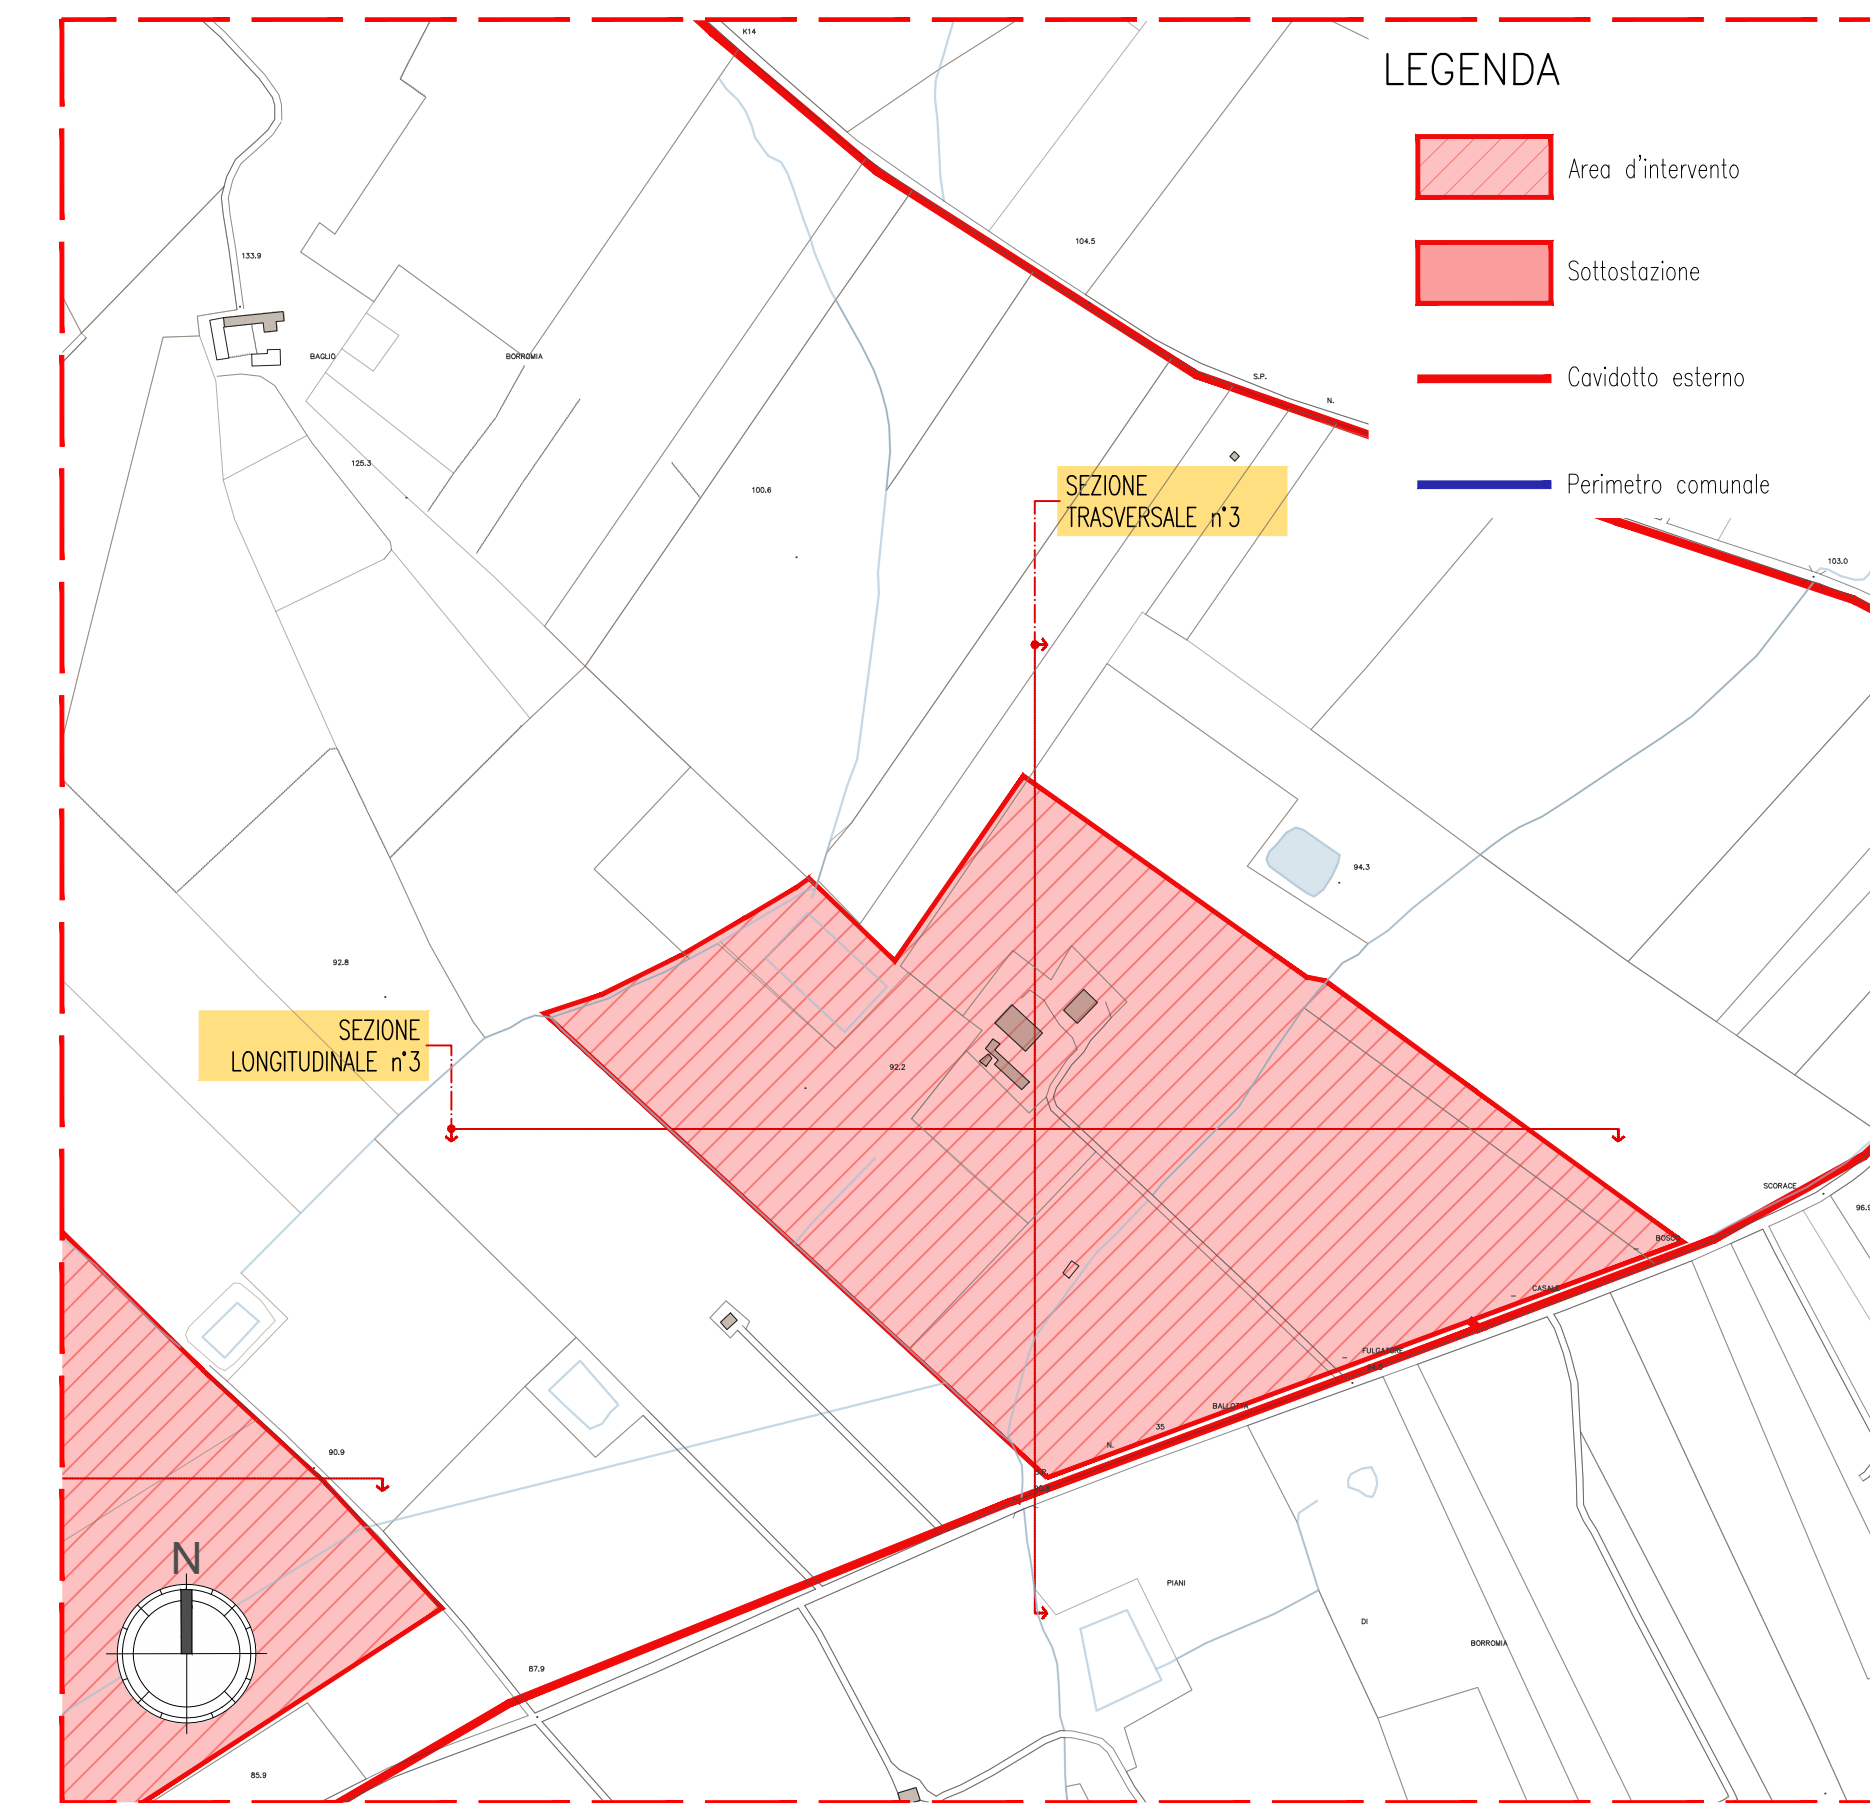 K14
LEGENDA
Area d'intervento
104.5
133.9
Sottostazione
BAGLIO
BORROMIA
S.P.
Cavidotto esterno
N.
125.3
100.6
SEZIONE
TRASVERSALE n°3
Perimetro comunale
103.0
94.3
92.8
SEZIONE
LONGITUDINALE n°3
92.2
SCORACE
96.9
BOSCO
CASALE
FULGATORE
BALLOTTA
35
N.
S.P.
90.9
N
PIANI
DI
BORROMIA
87.9
85.9